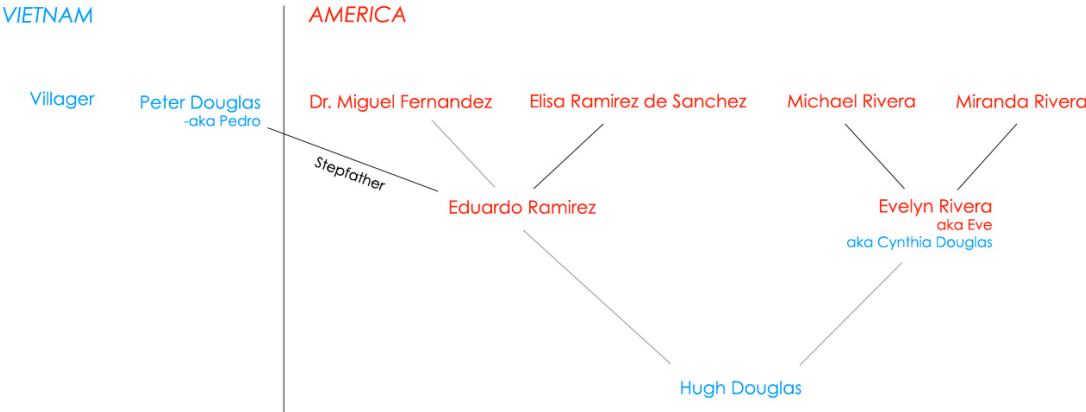 VIETNAM
AMERICA
Villager
Peter Douglas
-aka Pedro
Dr. Miguel Fernandez
Elisa Ramirez de Sanchez
Michael Rivera
Miranda Rivera
Stepfather
Eduardo Ramirez
Evelyn Rivera
aka Eve
aka Cynthia Douglas
Hugh Douglas